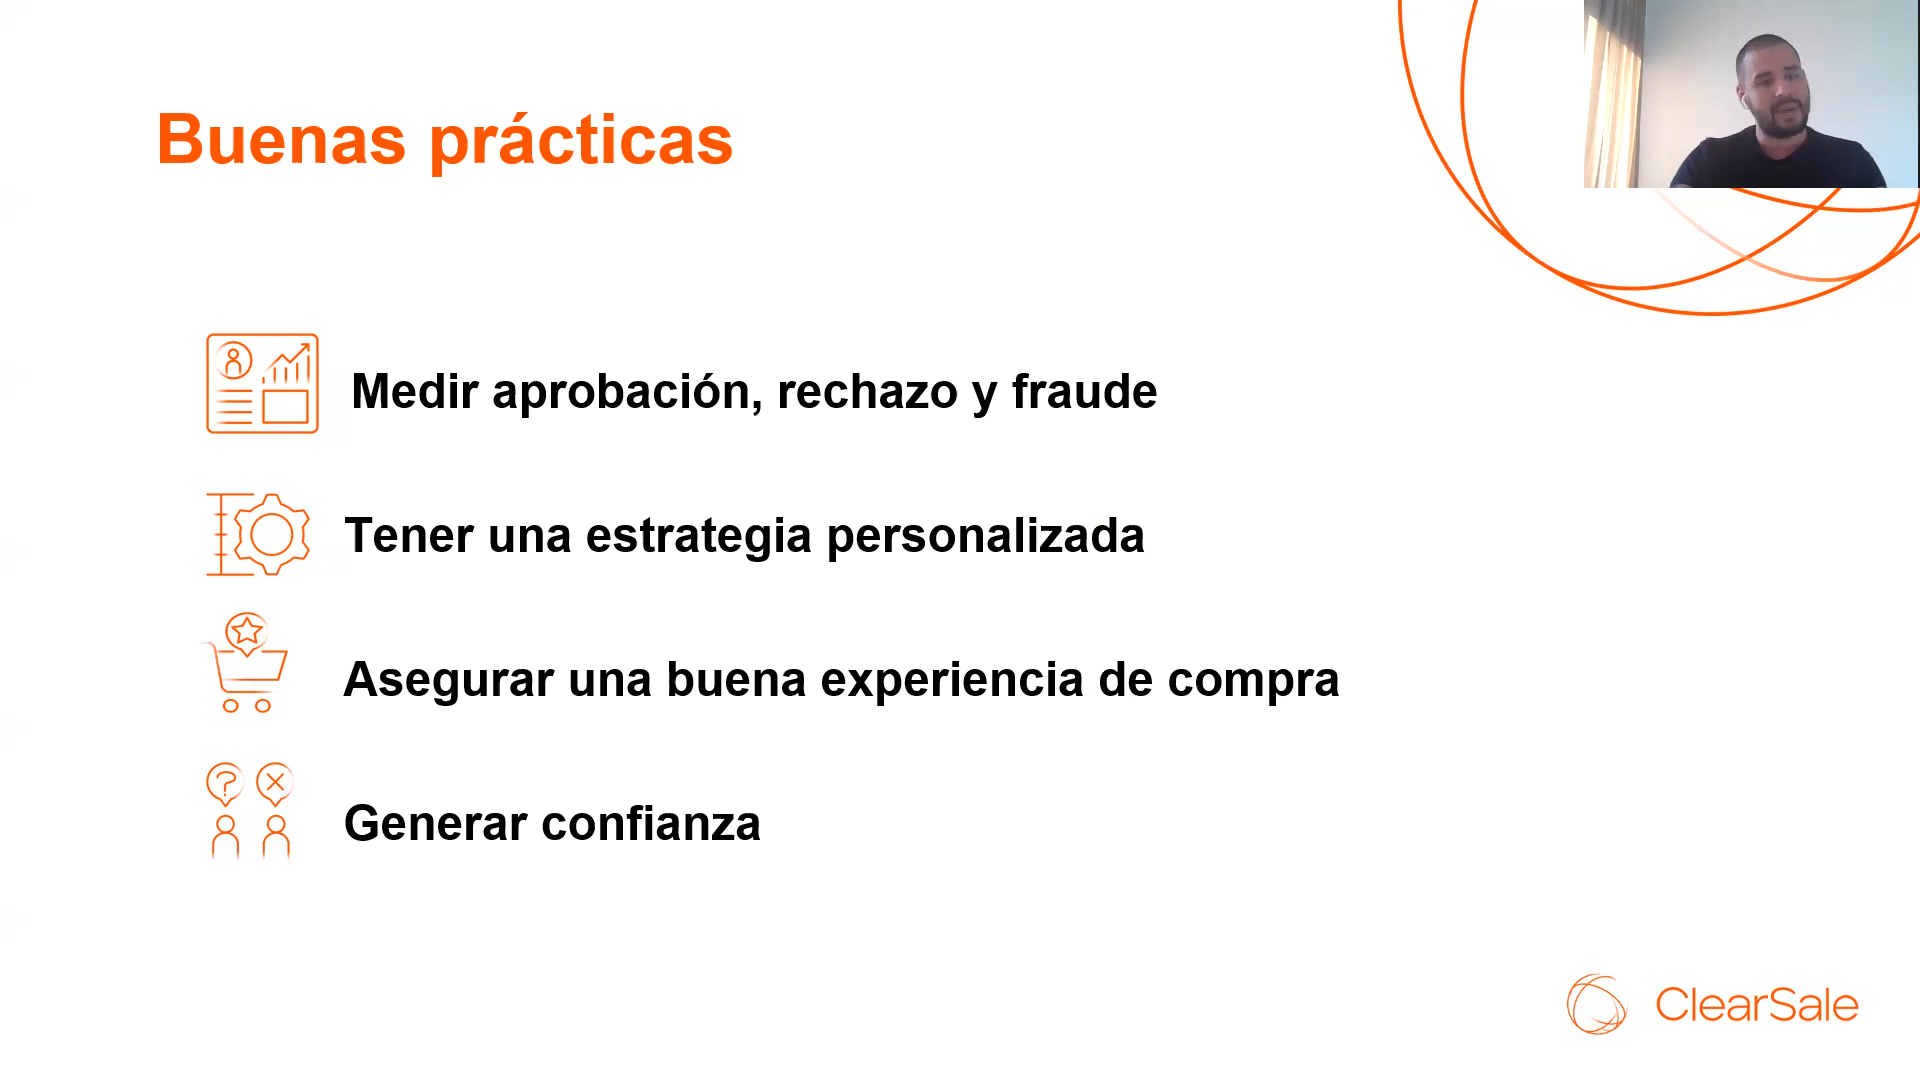 Buenas prácticas
Medir aprobación, rechazo y fraude
Tener una estrategia personalizada
Asegurar una buena experiencia de compra
Generar confianza
ClearSale